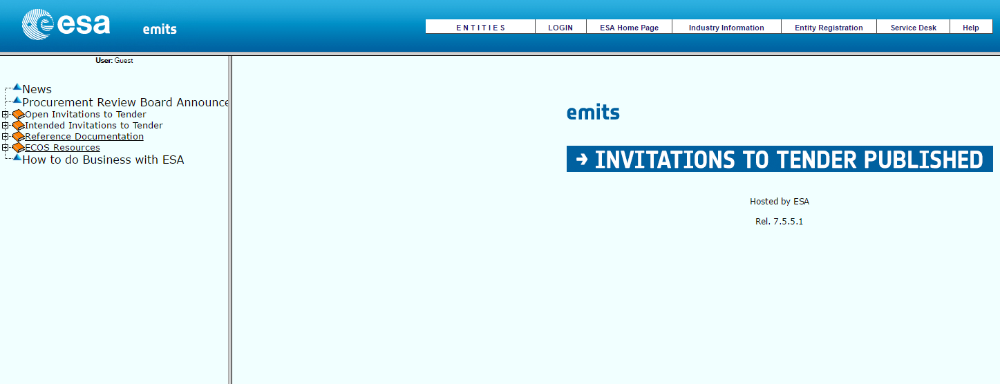 esa
emits
E N T I T I E S
LOGIN
ESA Home Page
Industry Information
Entity Registration
Service Desk
Help
User: Guest
News
Procurement Review Board Announce
Open Invitations to Tender
Intended Invitations to Tender
Reference Documentation
ECOS Resources
How to do Business with ESA
emits
→ INVITATIONS TO TENDER PUBLISHED
Hosted by ESA
Rel. 7.5.5.1